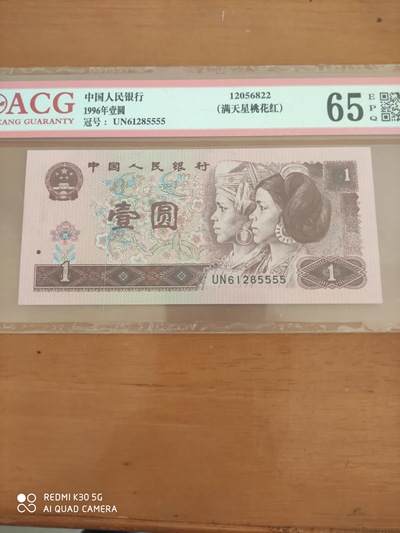 ACG
CANG GUARANTY
中国人民银行
1996年壹圆
冠号: UN61285555
12056822
(满天星桃花红)
65
EPQ
中国人民银行
1
壹圆
1
UN61285555
1
REDMI K30 5G
AI QUAD CAMERA